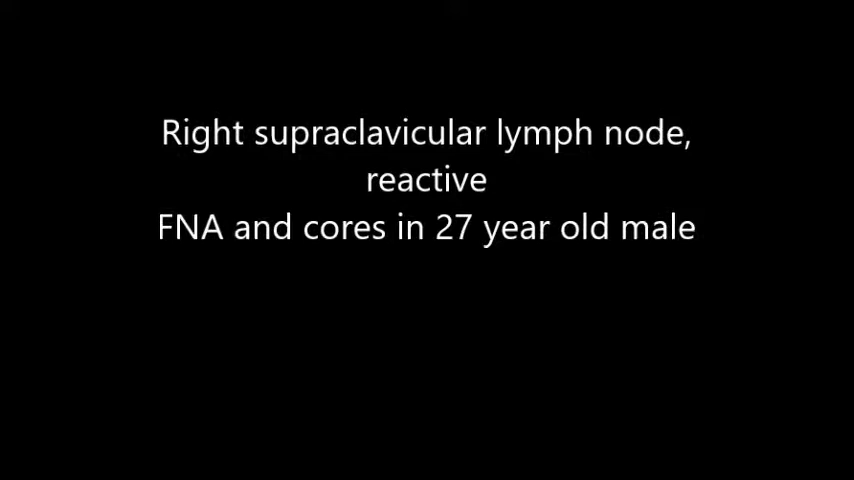 Right supraclavicular lymph node,
reactive
FNA and cores in 27 year old male